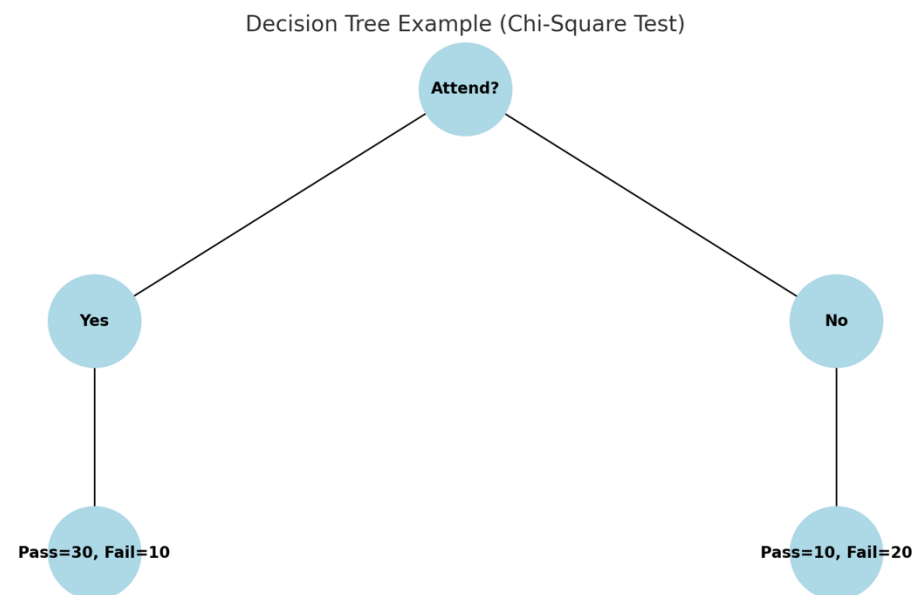 Decision Tree Example (Chi-Square Test)
Attend?
Yes
No
Pass=30, Fail=10
Pass=10, Fail=20